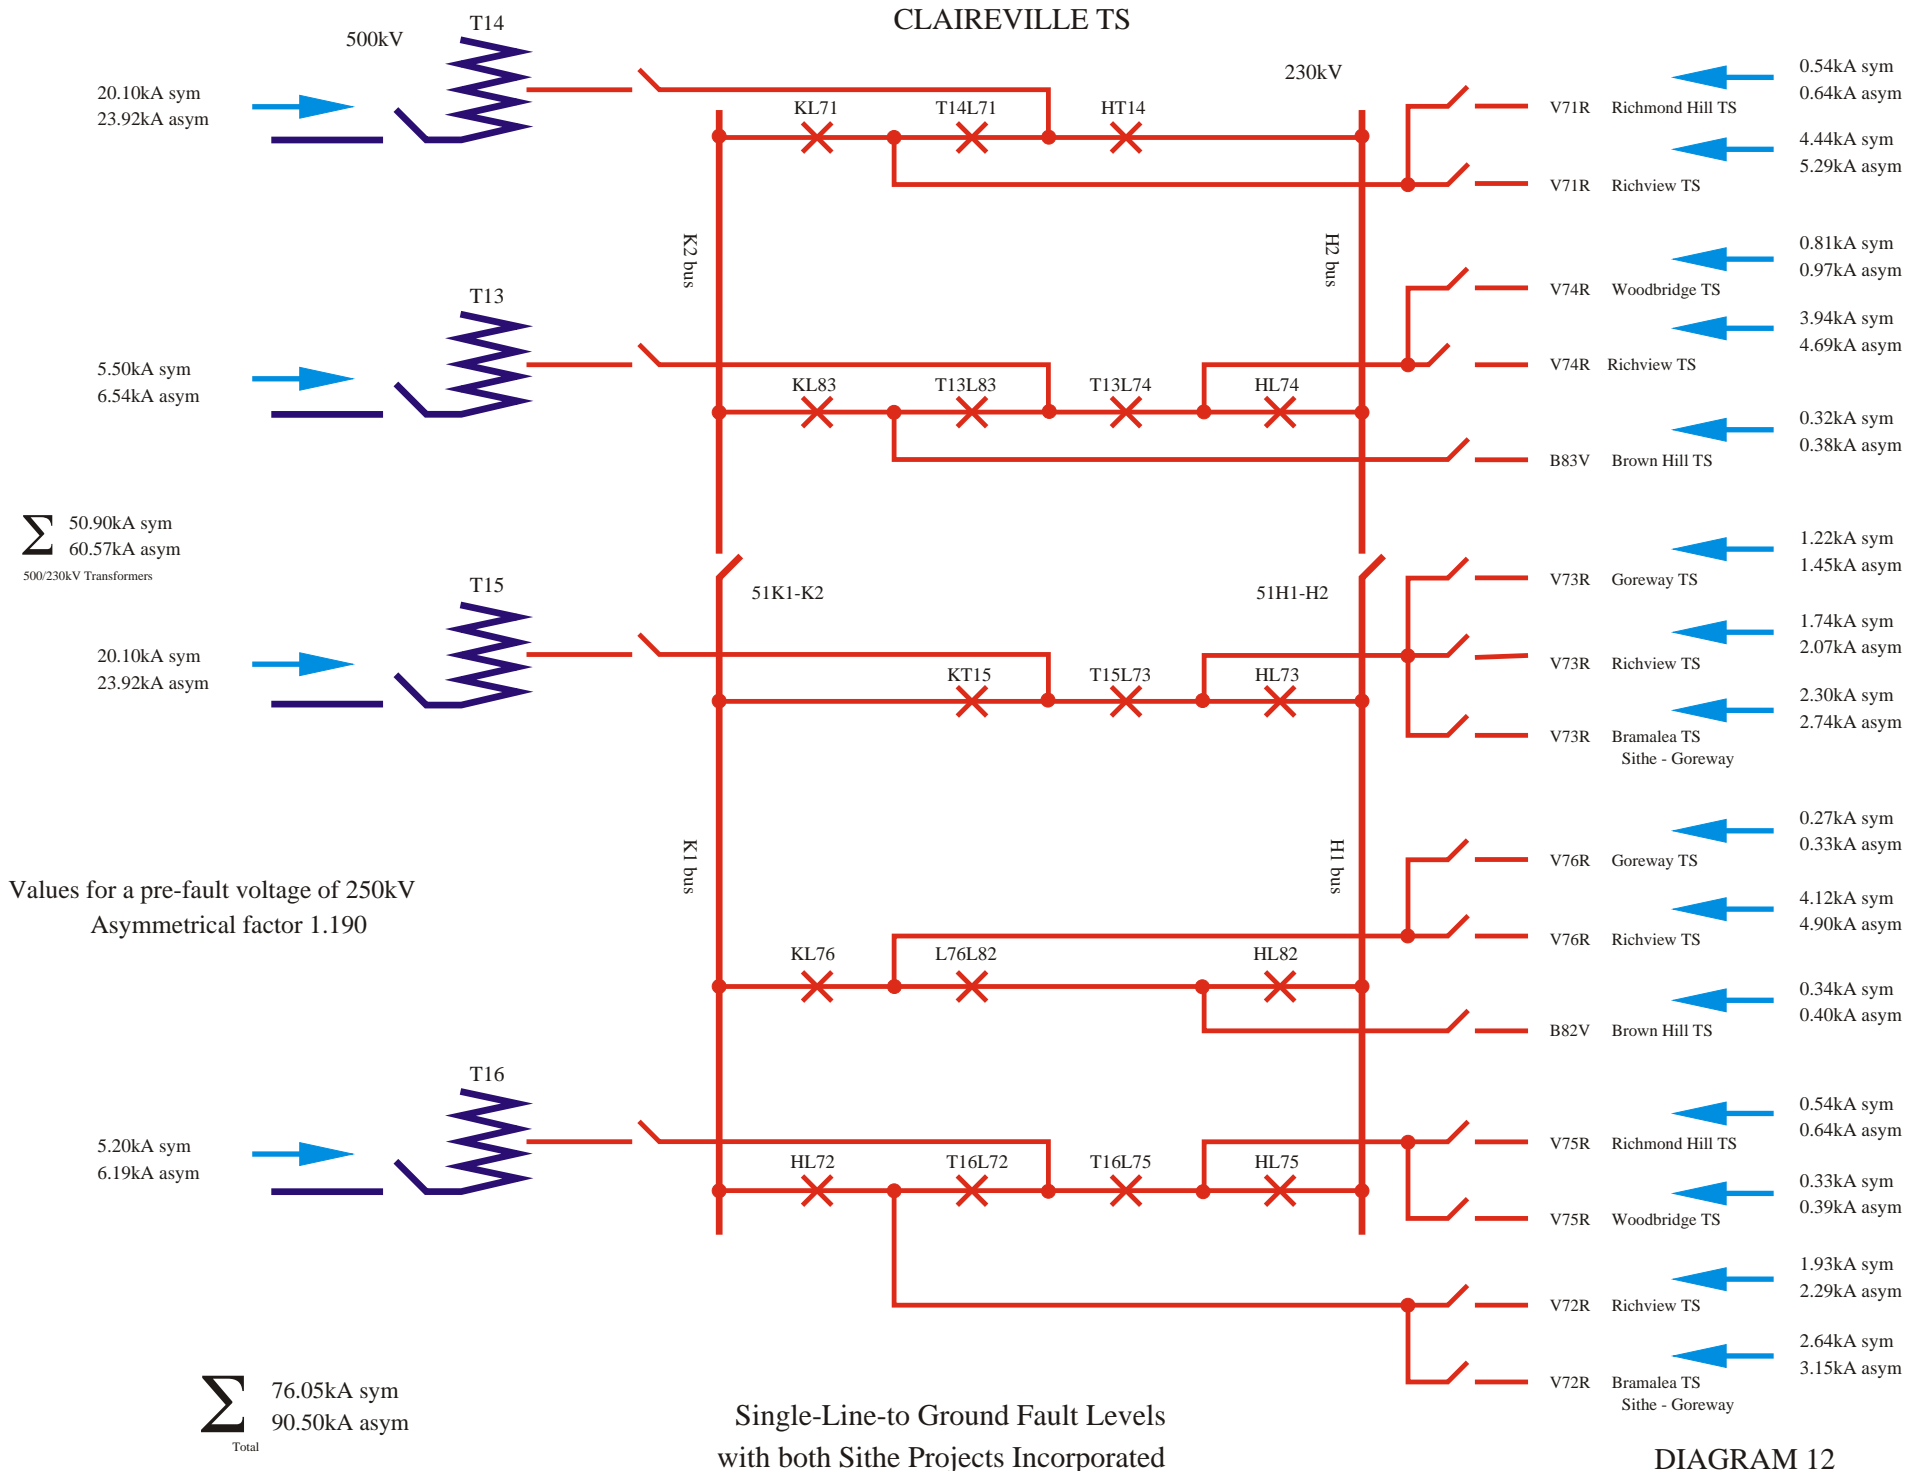 CLAIREVILLE TS
T14
500kV
230kV
20.10kA sym
23.92kA asym
KL71
T14L71
HT14
0.54kA sym
0.64kA asym
V71R Richmond Hill TS
4.44kA sym
5.29kA asym
V71R Richview TS
K2 bus
H2 bus
0.81kA sym
0.97kA asym
V74R Woodbridge TS
T13
5.50kA sym
6.54kA asym
KL83
T13L83
T13L74
HL74
3.94kA sym
4.69kA asym
V74R Richview TS
0.32kA sym
0.38kA asym
B83V Brown Hill TS
Σ 50.90kA sym
60.57kA asym
500/230kV Transformers
51K1-K2
51H1-H2
1.22kA sym
1.45kA asym
V73R Goreway TS
T15
20.10kA sym
23.92kA asym
KT15
T15L73
HL73
1.74kA sym
2.07kA asym
V73R Richview TS
2.30kA sym
2.74kA asym
V73R Bramalea TS
Sithe - Goreway
K1 bus
H1 bus
Values for a pre-fault voltage of 250kV
Asymmetrical factor 1.190
0.27kA sym
0.33kA asym
V76R Goreway TS
4.12kA sym
4.90kA asym
V76R Richview TS
KL76
L76L82
HL82
0.34kA sym
0.40kA asym
B82V Brown Hill TS
T16
5.20kA sym
6.19kA asym
HL72
T16L72
T16L75
HL75
0.54kA sym
0.64kA asym
V75R Richmond Hill TS
0.33kA sym
0.39kA asym
V75R Woodbridge TS
1.93kA sym
2.29kA asym
V72R Richview TS
2.64kA sym
3.15kA asym
V72R Bramalea TS
Sithe - Goreway
Σ 76.05kA sym
90.50kA asym
Total
Single-Line-to Ground Fault Levels
with both Sithe Projects Incorporated
DIAGRAM 12